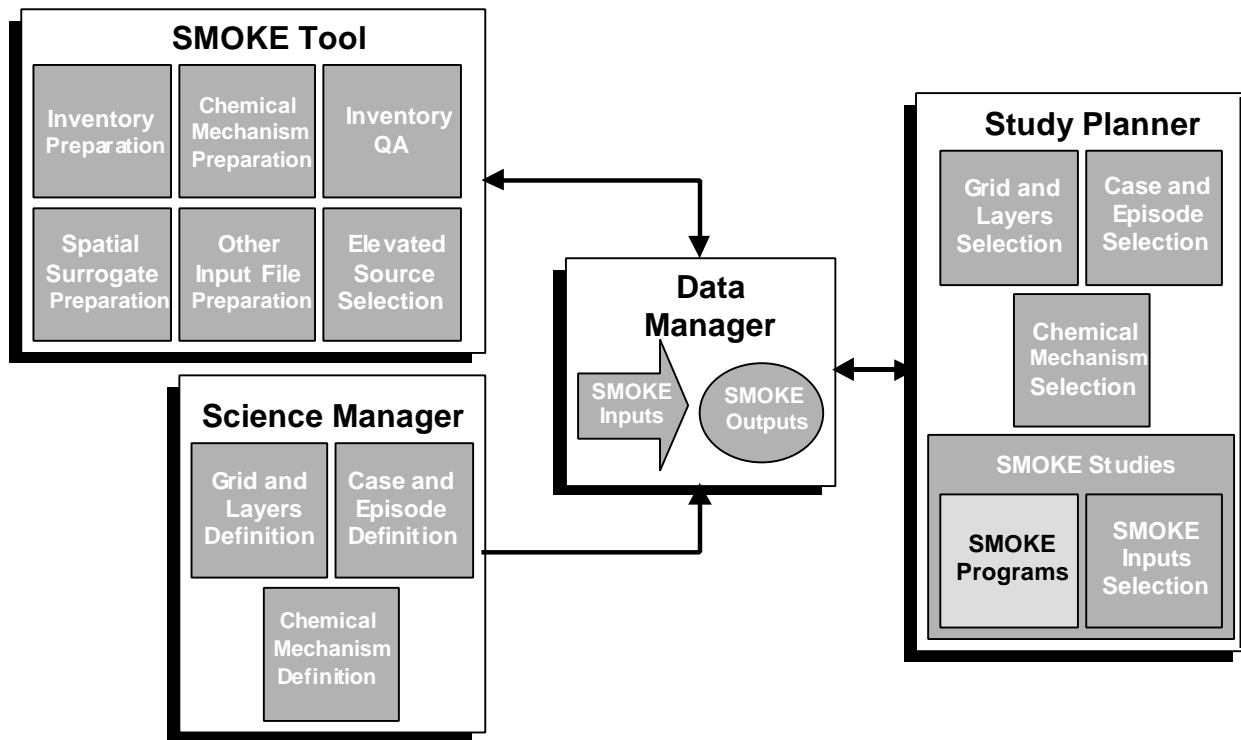 SMOKE Tool
Inventory
Preparation
Chemical
Mechanism
Preparation
Inventory
QA
Spatial
Surrogate
Preparation
Other
Input File
Preparation
Elevated
Source
Selection
Science Manager
Grid and
Layers
Definition
Case and
Episode
Definition
Chemical
Mechanism
Definition
Data
Manager
SMOKE
Inputs
SMOKE
Outputs
Study Planner
Grid and
Layers
Selection
Case and
Episode
Selection
Chemical
Mechanism
Selection
SMOKE Studies
SMOKE
Programs
SMOKE
Inputs
Selection